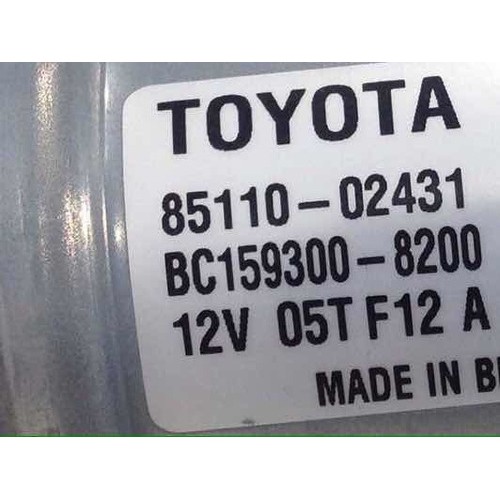 TOYOTA
85110-02431
BC159300-8200
12V 05T F12 A
MADE IN